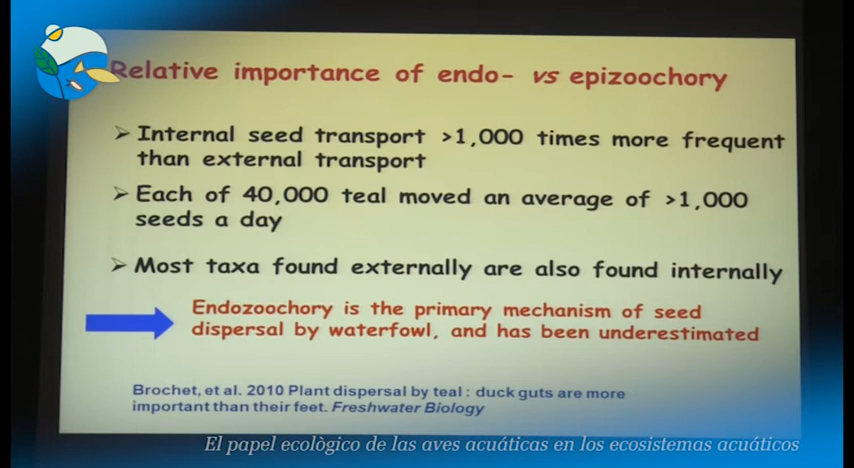 Relative importance of endo- vs epizoochory
➢ Internal seed transport >1,000 times more frequent
than external transport
➢ Each of 40,000 teal moved an average of >1,000
seeds a day
➢ Most taxa found externally are also found internally
Endozoochory is the primary mechanism of seed
dispersal by waterfowl, and has been underestimated
Brochet, et al. 2010 Plant dispersal by teal : duck guts are more
important than their feet. Freshwater Biology
El papel ecològico de las aves acuáticas en los ecosistemas acuáticos